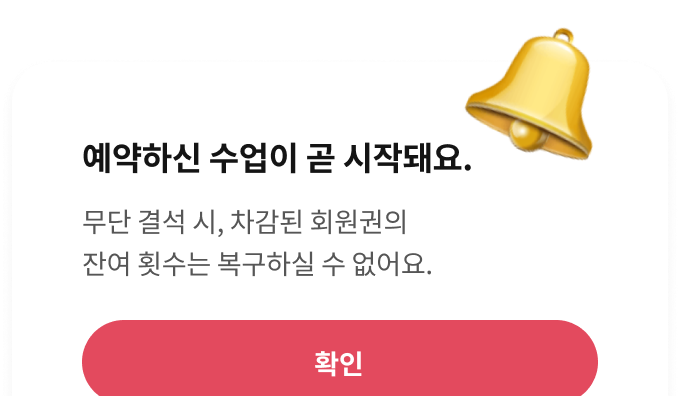 예약하신 수업이 곧 시작돼요.
무단 결석 시, 차감된 회원권의
잔여 횟수는 복구하실 수 없어요.
확인